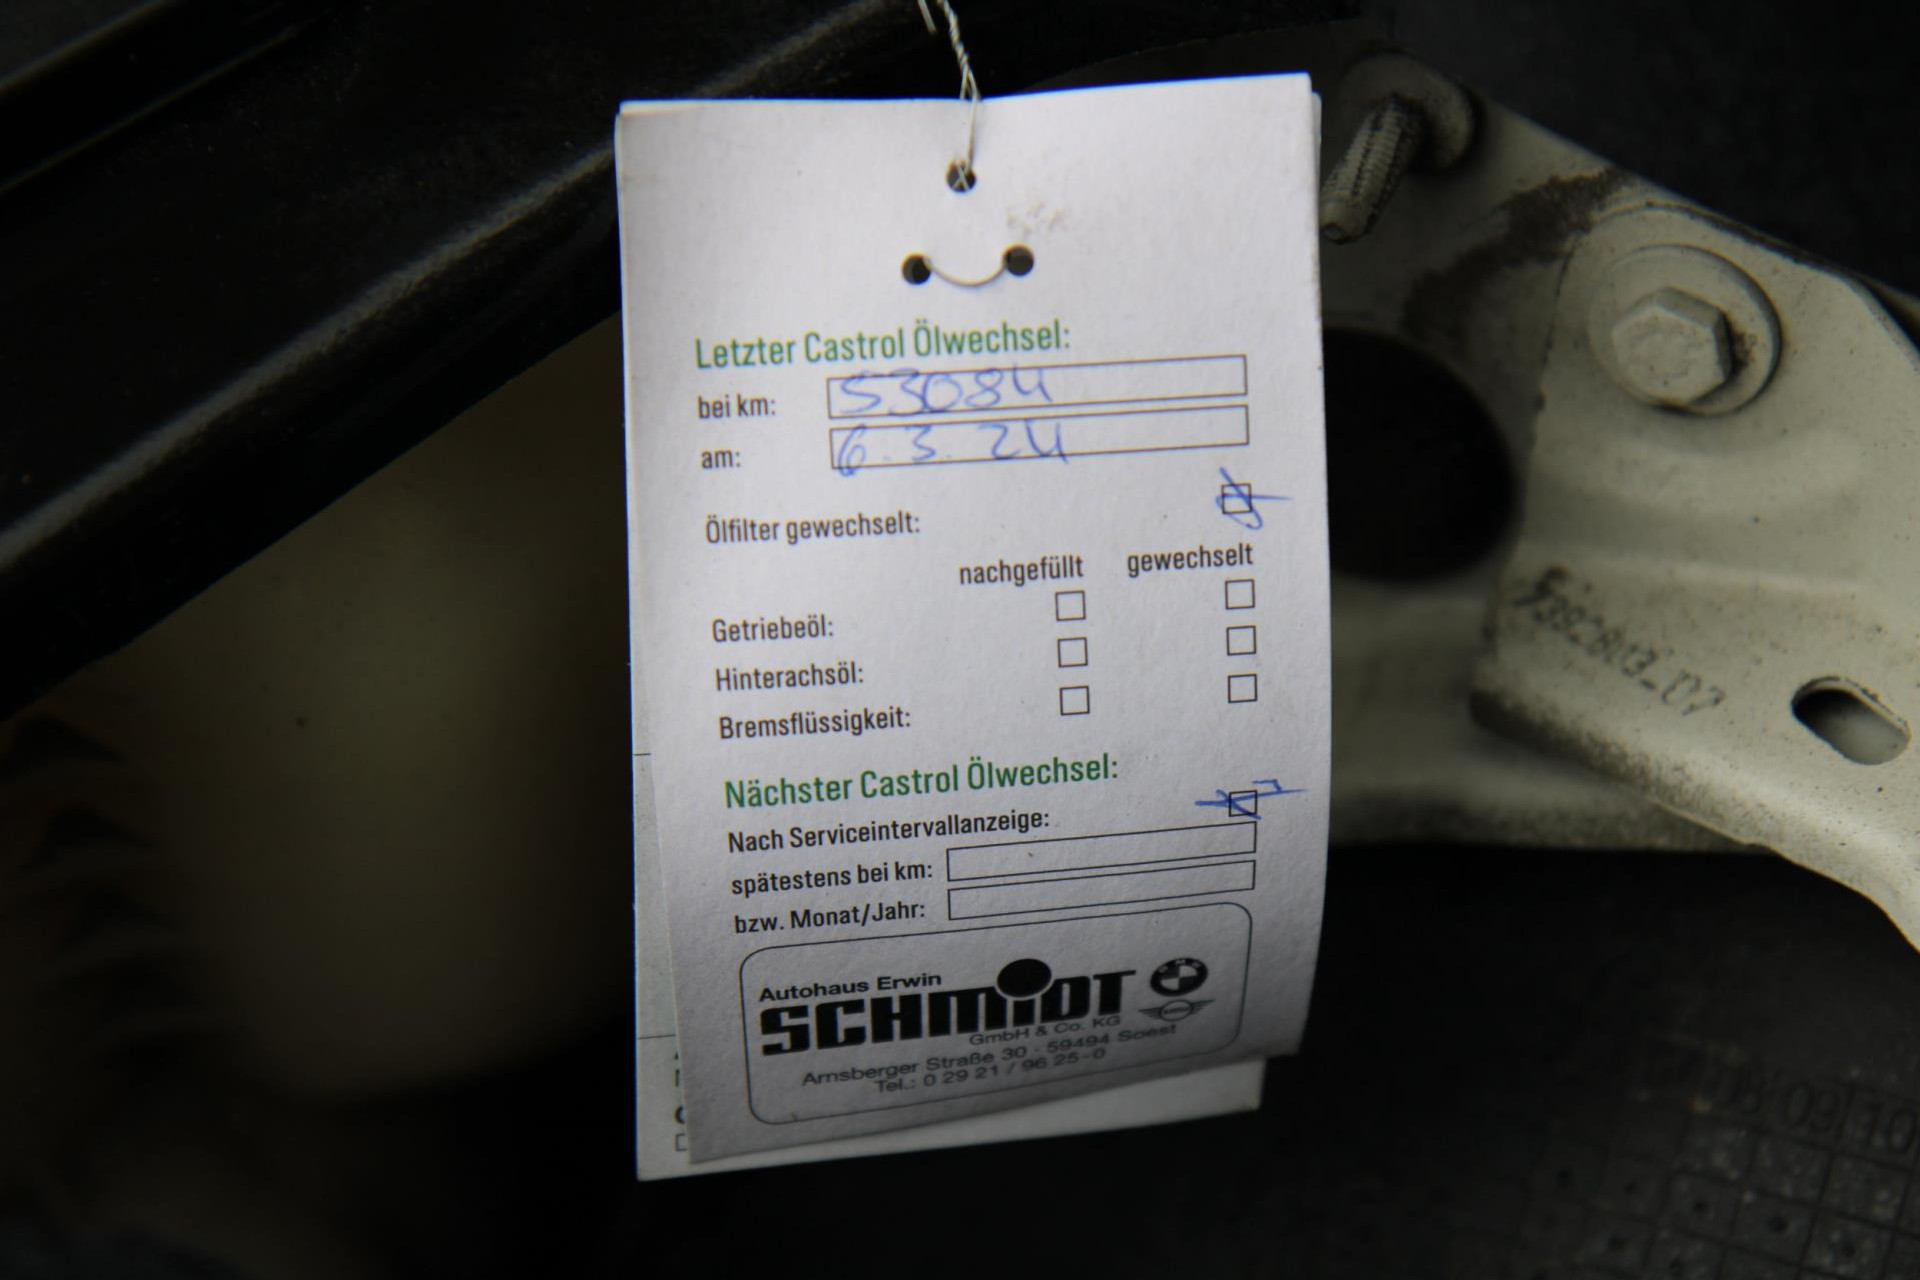 Letzter Castrol Ölwechsel:
bei km: 53084
am: 6.3.24
Ölfilter gewechselt:
nachgefüllt gewechselt
Getriebeöl:
Hinterachsöl:
Bremsflüssigkeit:
Nächster Castrol Ölwechsel:
Nach Serviceintervallanzeige:
spätestens bei km:
bzw. Monat/Jahr:
Autohaus Erwin
SCHMIDT
BMW
GmbH & Co. KG
Arnsberger Straße 30 · 59494 Soest
Tel.: 0 29 21 / 96 25-0